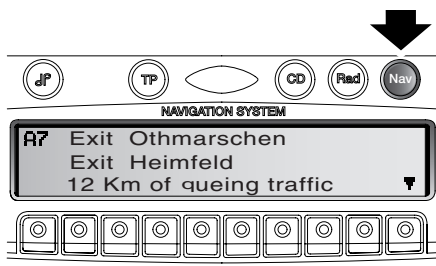 TP
CD
Rad
Nav
NAVIGATION SYSTEM
A7 Exit Othmarschen
Exit Heimfeld
12 Km of queing traffic